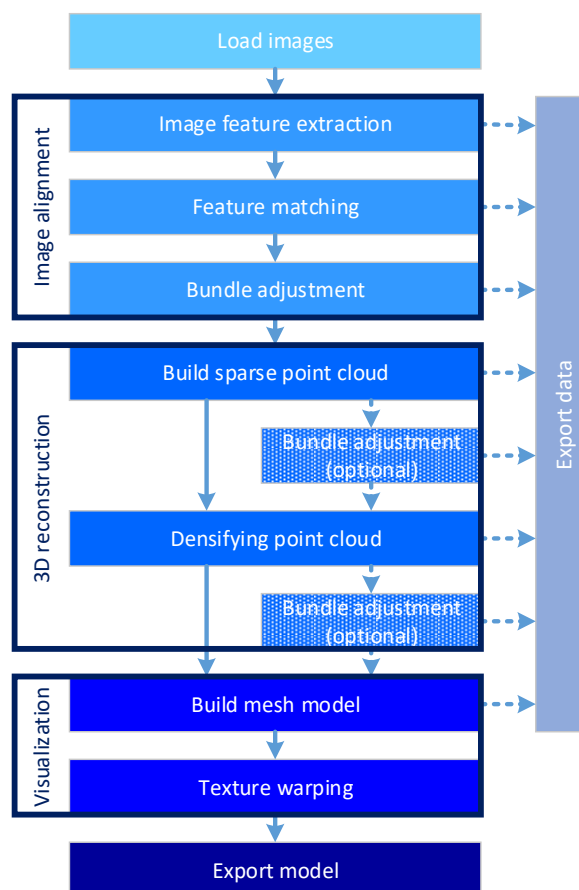 Load images
Image alignment
Image feature extraction
Feature matching
Bundle adjustment
3D reconstruction
Build sparse point cloud
Bundle adjustment
(optional)
Densifying point cloud
Bundle adjustment
(optional)
Visualization
Build mesh model
Texture warping
Export model
Export data